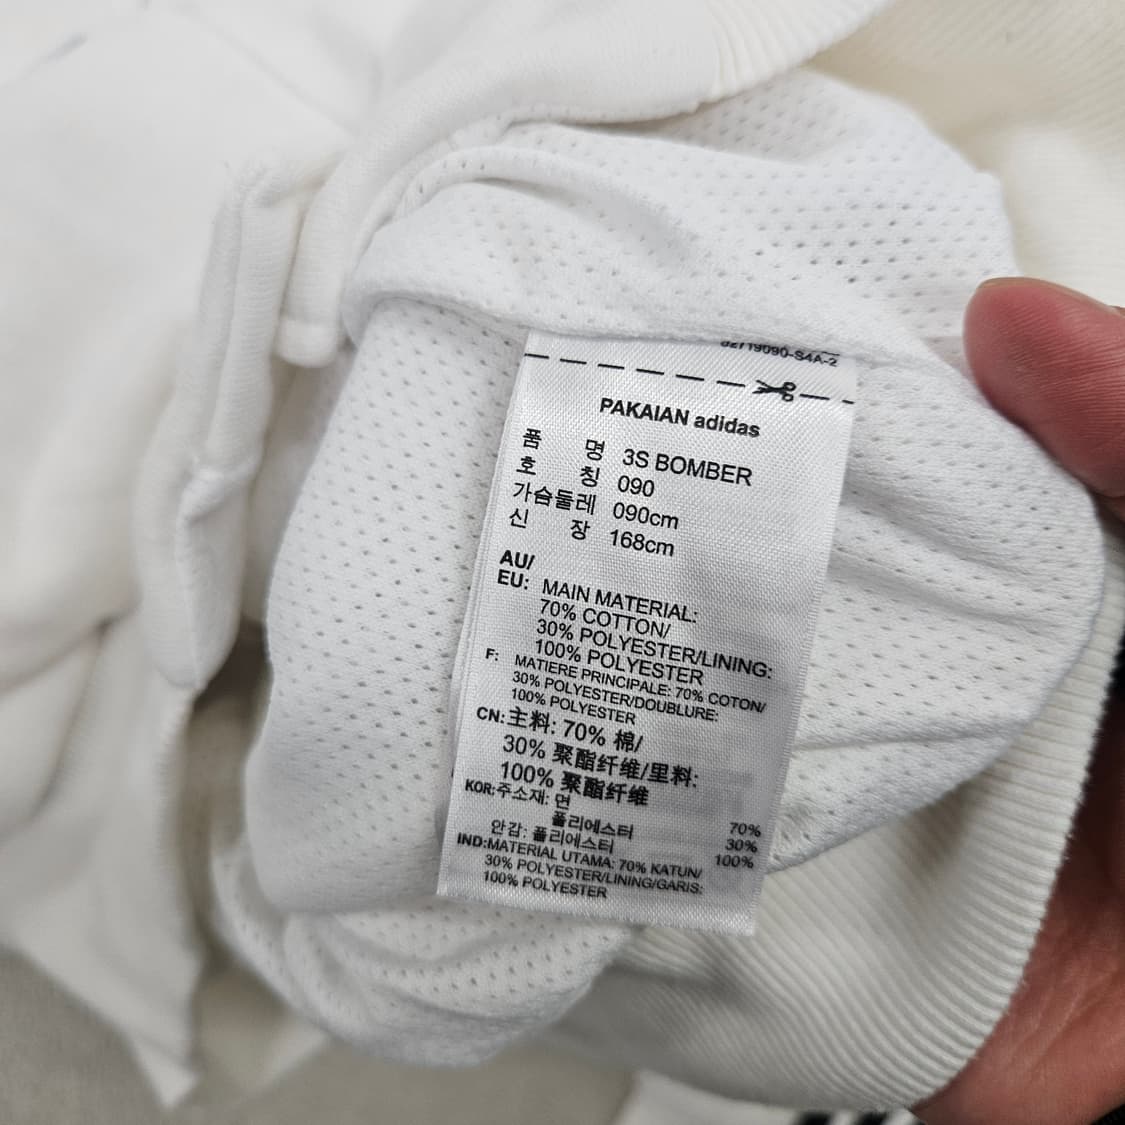 02719090-S4A-2
PAKAIAN adidas
품 명 3S BOMBER
호 칭 090
가슴둘레 090cm
신 장 168cm
AU/
EU: MAIN MATERIAL:
70% COTTON/
30% POLYESTER/LINING:
100% POLYESTER
F: MATIERE PRINCIPALE: 70% COTON/
30% POLYESTER/DOUBLURE:
100% POLYESTER
CN:主料: 70% 棉/
30% 聚酯纤维/里料:
100% 聚酯纤维
KOR:주소재: 면 70%
폴리에스터 30%
안감: 폴리에스터 100%
IND:MATERIAL UTAMA: 70% KATUN/
30% POLYESTER/LINING/GARIS:
100% POLYESTER